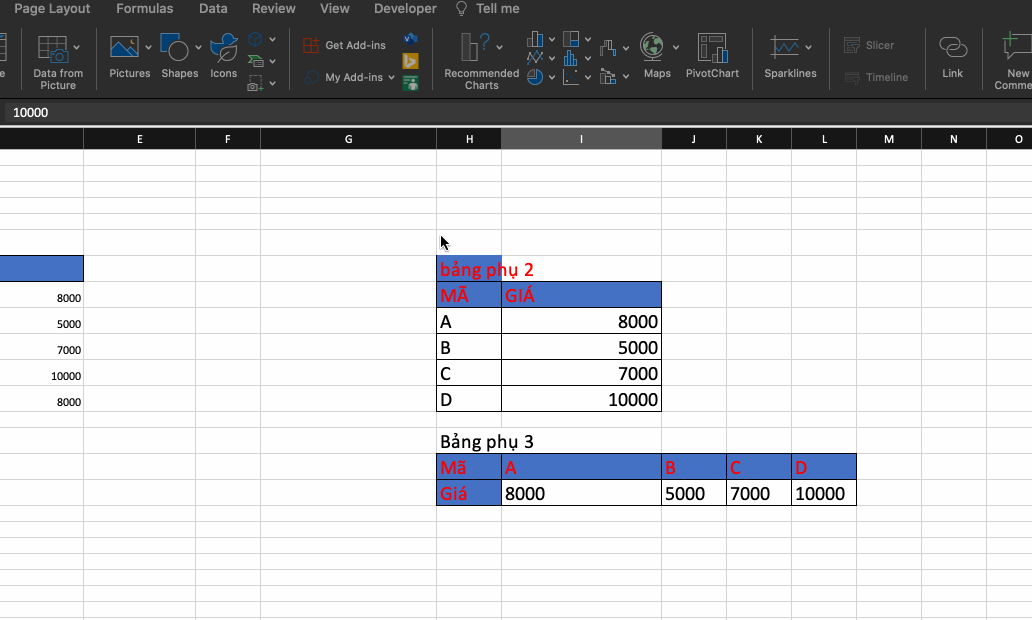 Page Layout Formulas Data Review View Developer Tell me
e Data from Picture Pictures Shapes Icons Get Add-ins My Add-ins Recommended Charts Maps PivotChart Sparklines Slicer Timeline Link New Comme
10000
E F G H I J K L M N O
bảng phụ 2
8000 MÃ GIÁ
5000 A 8000
7000 B 5000
10000 C 7000
8000 D 10000
Bảng phụ 3
Mã A B C D
Giá 8000 5000 7000 10000